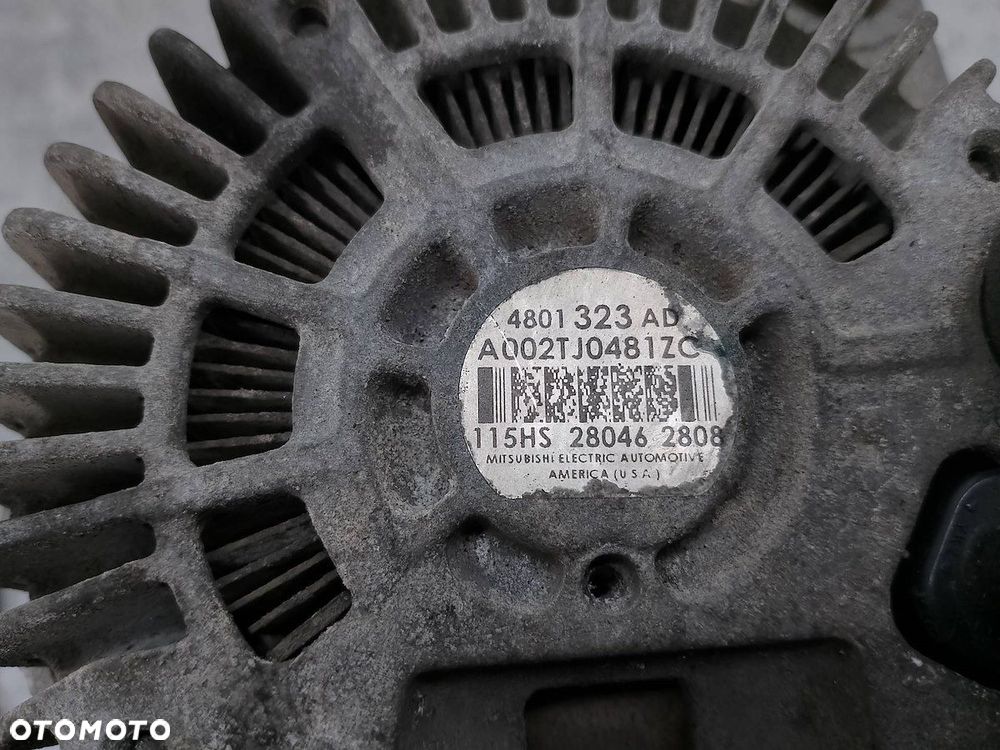 4801 323 AD
A002TJ0481ZC
115HS 28046 2808
MITSUBISHI ELECTRIC AUTOMOTIVE
AMERICA (U S A )
OTOMOTO